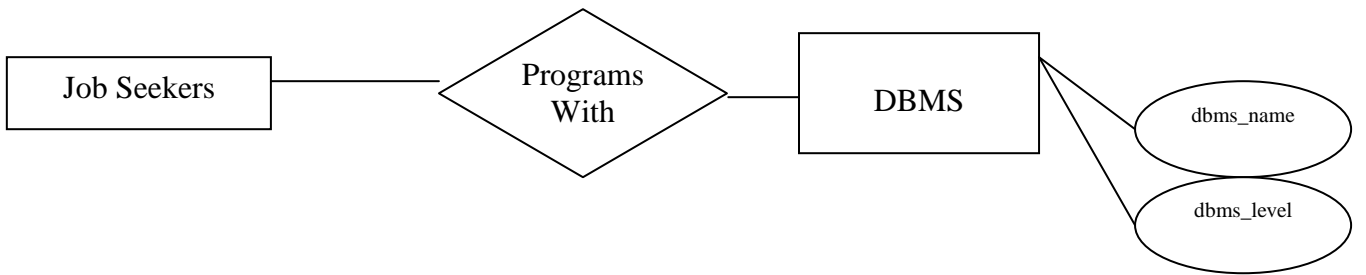 Job Seekers
Programs
With
DBMS
dbms_name
dbms_level